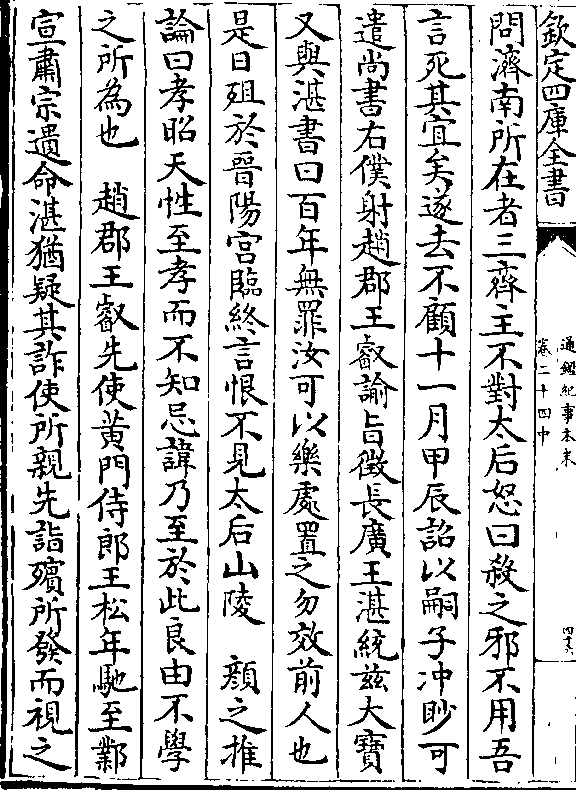 欽定四庫全書
通鑑紀事本末
卷二十四中
四十六
問濟南所在者三齊主不對太后怒曰殺之邪不用吾
言死其宜矣遂去不顧十一月甲辰詔以嗣子冲眇可
遣尚書右僕射趙郡王叡諭旨徵長廣王湛統兹大寶
又與湛書曰百年無罪汝可以樂處置之勿效前人也
是日殂於晉陽宫臨終言恨不見太后山陵　顔之推
論曰孝昭天性至孝而不知忌諱乃至於此良由不學
之所為也　趙郡王叡先使黄門侍郎王松年馳至鄴
宣肅宗遺命湛猶疑其詐使所親先詣殯所發而視之